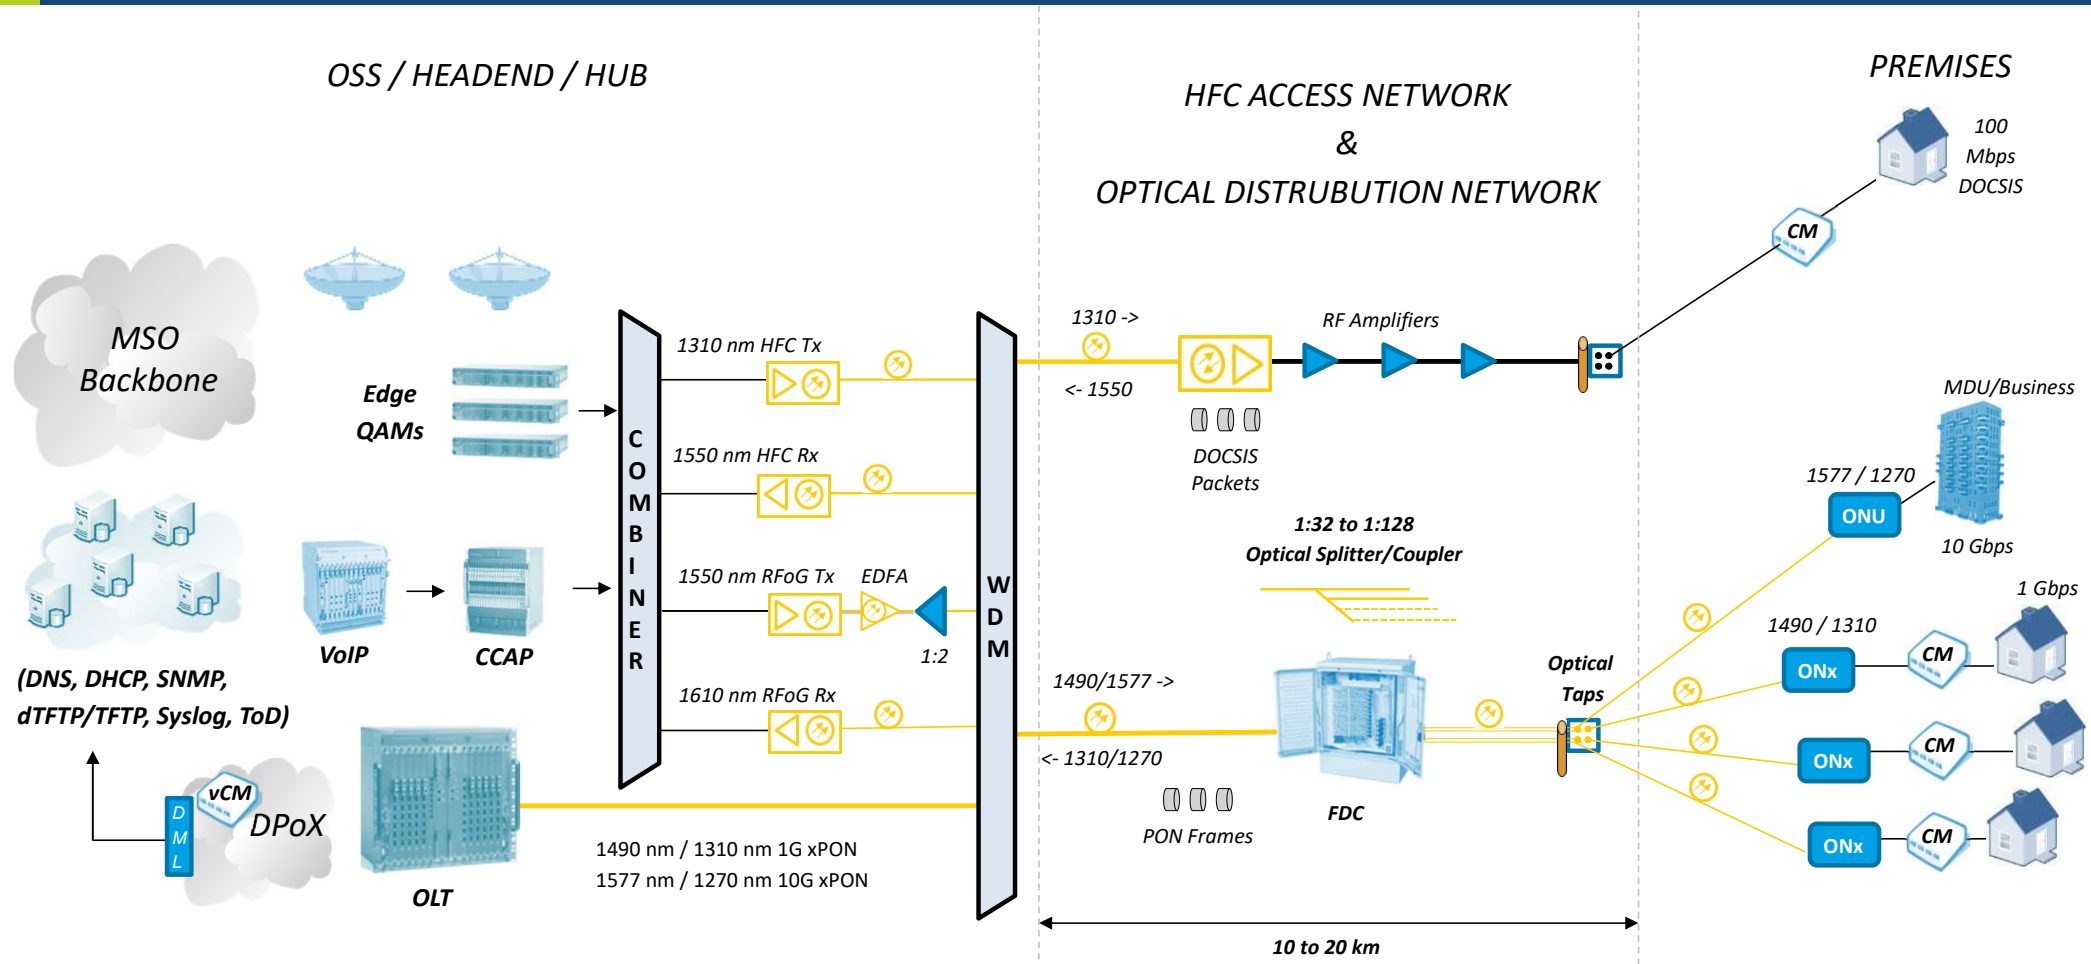 OSS / HEADEND / HUB
HFC ACCESS NETWORK
&
OPTICAL DISTRUBUTION NETWORK
PREMISES
100
Mbps
DOCSIS
CM
MSO
Backbone
Edge
QAMs
(DNS, DHCP, SNMP,
dTFTP/TFTP, Syslog, ToD)
VoIP
CCAP
D
M
L
vCM
DPoX
OLT
C
O
M
B
I
N
E
R
1310 nm HFC Tx
1550 nm HFC Rx
1550 nm RFoG Tx
EDFA
1:2
1610 nm RFoG Rx
1490 nm / 1310 nm 1G xPON
1577 nm / 1270 nm 10G xPON
W
D
M
1310 ->
<- 1550
RF Amplifiers
DOCSIS
Packets
1:32 to 1:128
Optical Splitter/Coupler
1490/1577 ->
<- 1310/1270
PON Frames
FDC
Optical
Taps
10 to 20 km
MDU/Business
1577 / 1270
ONU
10 Gbps
1 Gbps
1490 / 1310
ONx
CM
ONx
CM
ONx
CM